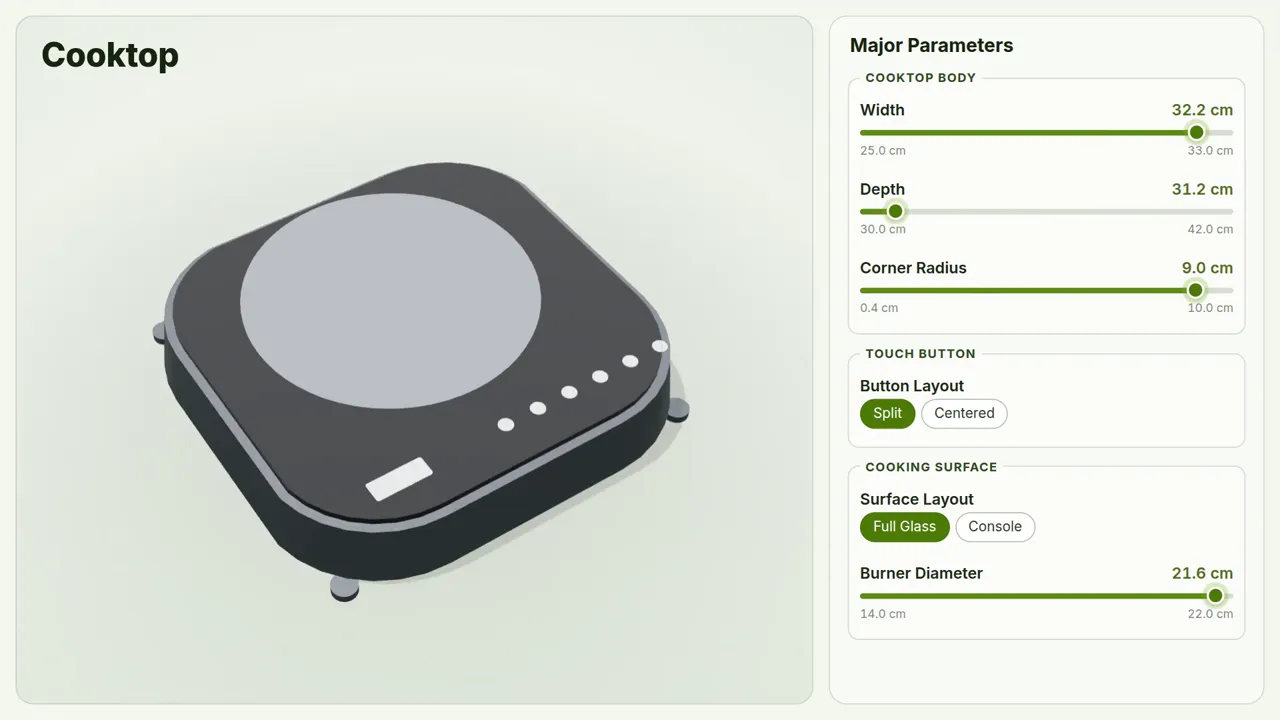 Cooktop
Major Parameters
COOKTOP BODY
Width 32.2 cm
25.0 cm 33.0 cm
Depth 31.2 cm
30.0 cm 42.0 cm
Corner Radius 9.0 cm
0.4 cm 10.0 cm
TOUCH BUTTON
Button Layout
Split Centered
COOKING SURFACE
Surface Layout
Full Glass Console
Burner Diameter 21.6 cm
14.0 cm 22.0 cm